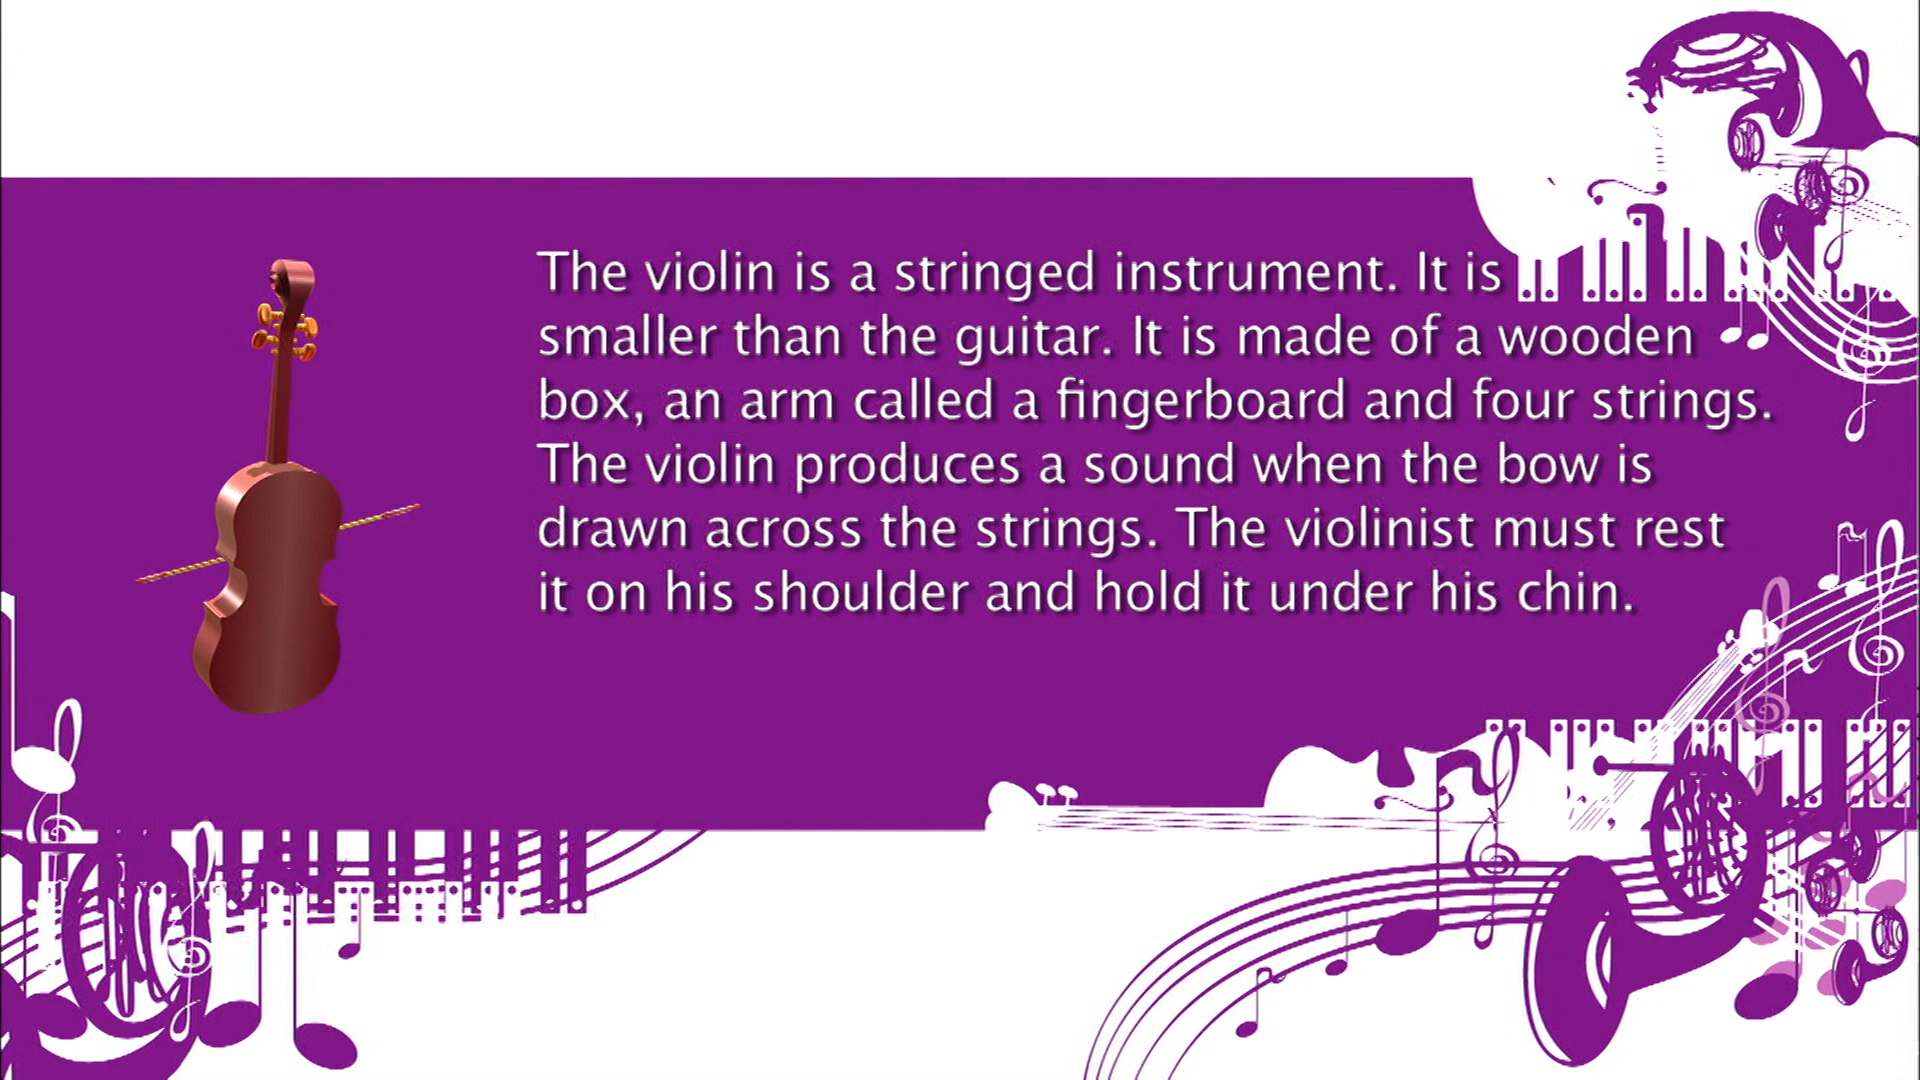 The violin is a stringed instrument. It is
smaller than the guitar. It is made of a wooden
box, an arm called a fingerboard and four strings.
The violin produces a sound when the bow is
drawn across the strings. The violinist must rest
it on his shoulder and hold it under his chin.